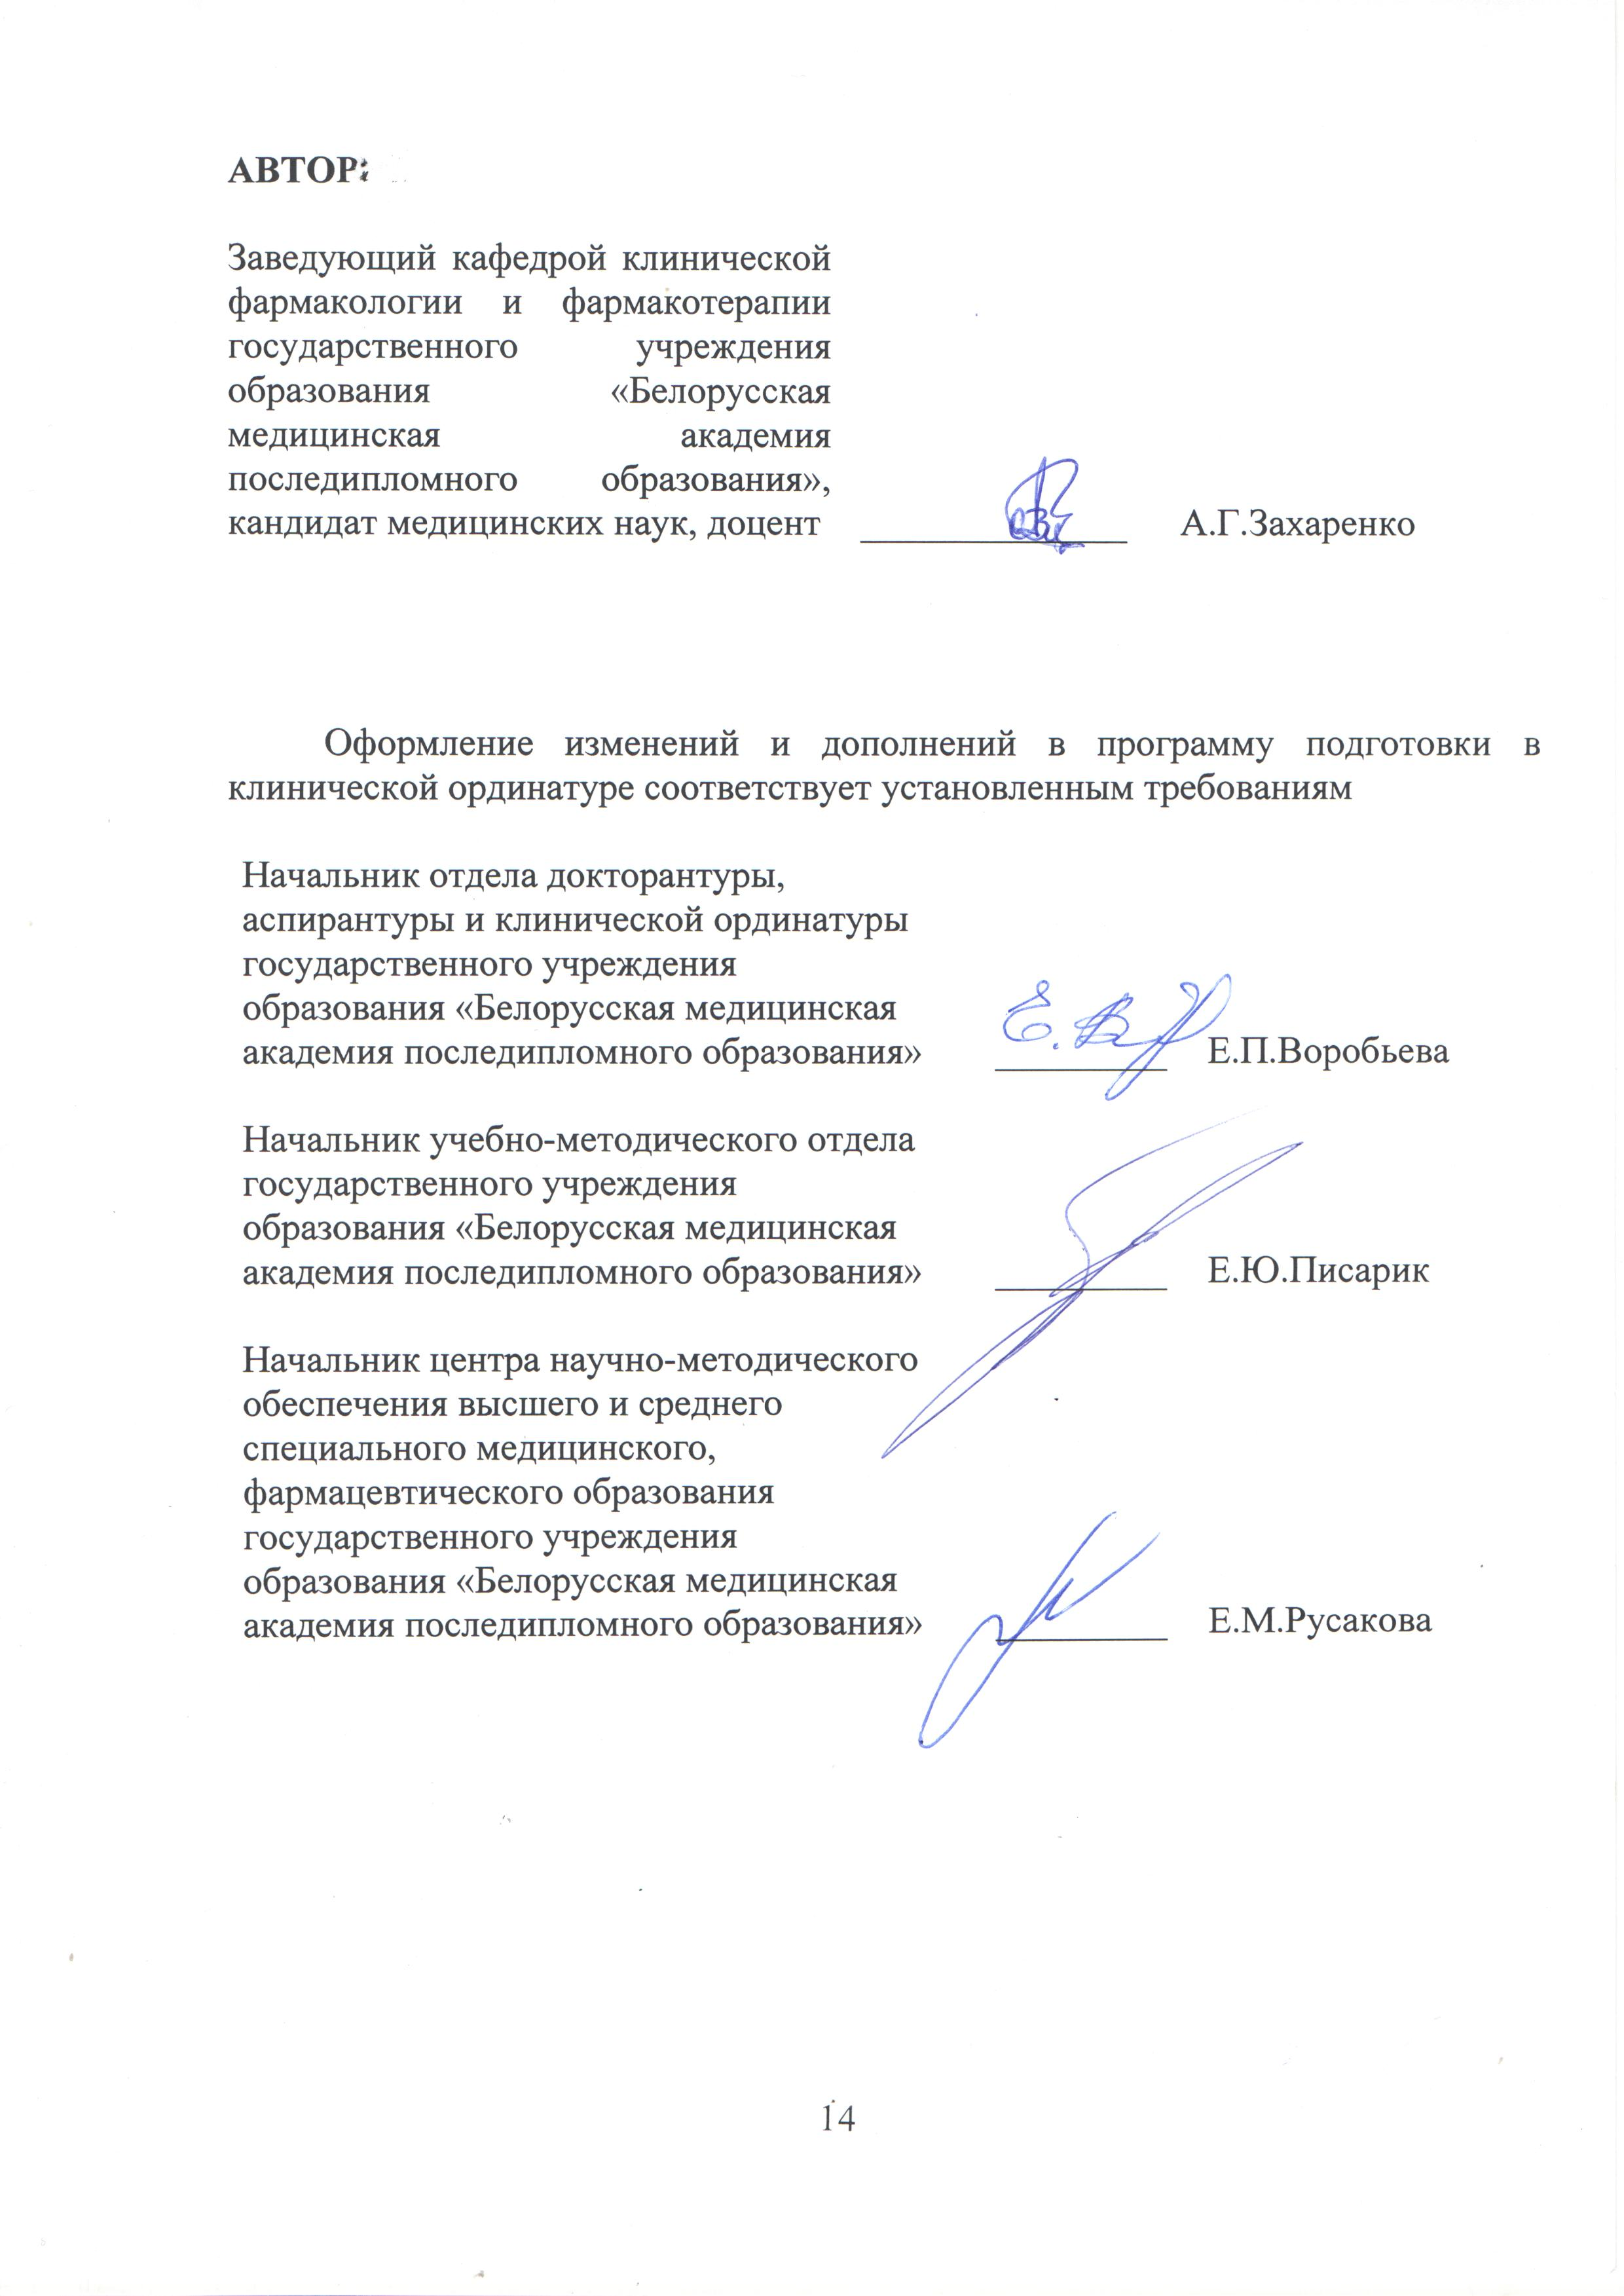 АВТОР:
Заведующий кафедрой клинической
фармакологии и фармакотерапии
государственного учреждения
образования «Белорусская
медицинская академия
последипломного образования»,
кандидат медицинских наук, доцент А.Г.Захаренко
Оформление изменений и дополнений в программу подготовки в
клинической ординатуре соответствует установленным требованиям
Начальник отдела докторантуры,
аспирантуры и клинической ординатуры
государственного учреждения
образования «Белорусская медицинская
академия последипломного образования» Е.П.Воробьева
Начальник учебно-методического отдела
государственного учреждения
образования «Белорусская медицинская
академия последипломного образования» Е.Ю.Писарик
Начальник центра научно-методического
обеспечения высшего и среднего
специального медицинского,
фармацевтического образования
государственного учреждения
образования «Белорусская медицинская
академия последипломного образования» Е.М.Русакова
14